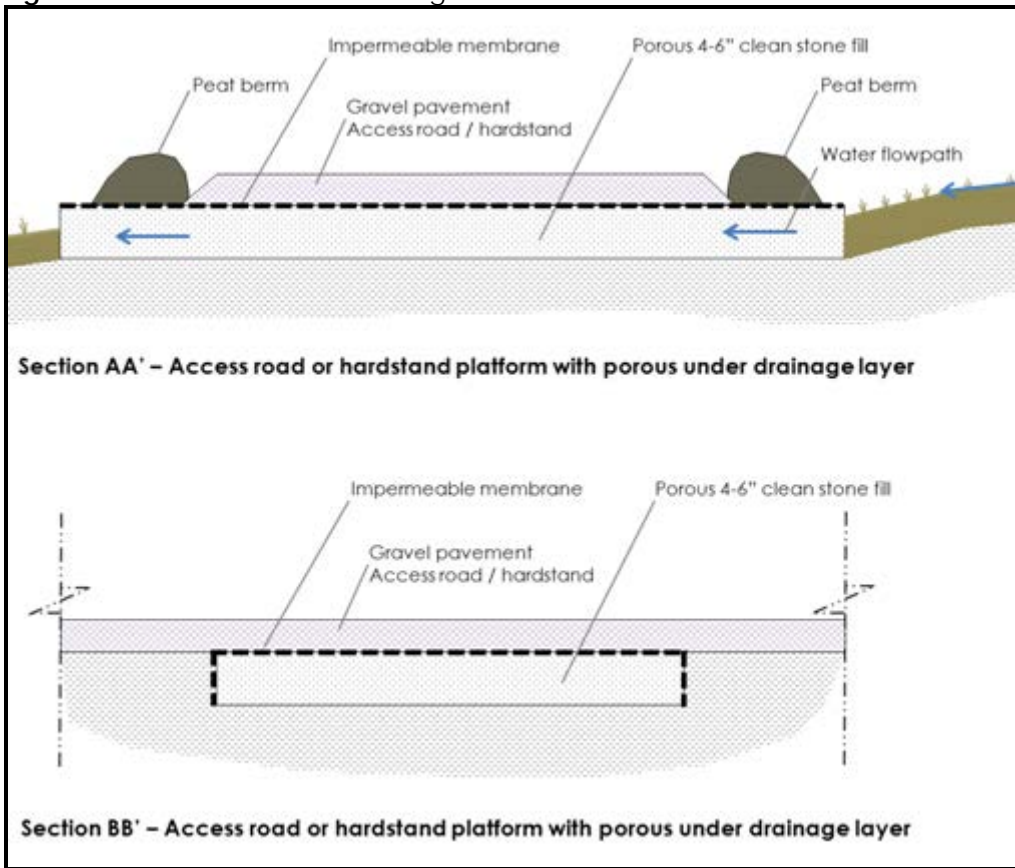 Impermeable membrane
Porous 4-6” clean stone fill
Peat berm
Peat berm
Gravel pavement
Access road / hardstand
Water flowpath
Section AA’ – Access road or hardstand platform with porous under drainage layer
Impermeable membrane
Porous 4-6” clean stone fill
Gravel pavement
Access road / hardstand
Section BB’ – Access road or hardstand platform with porous under drainage layer